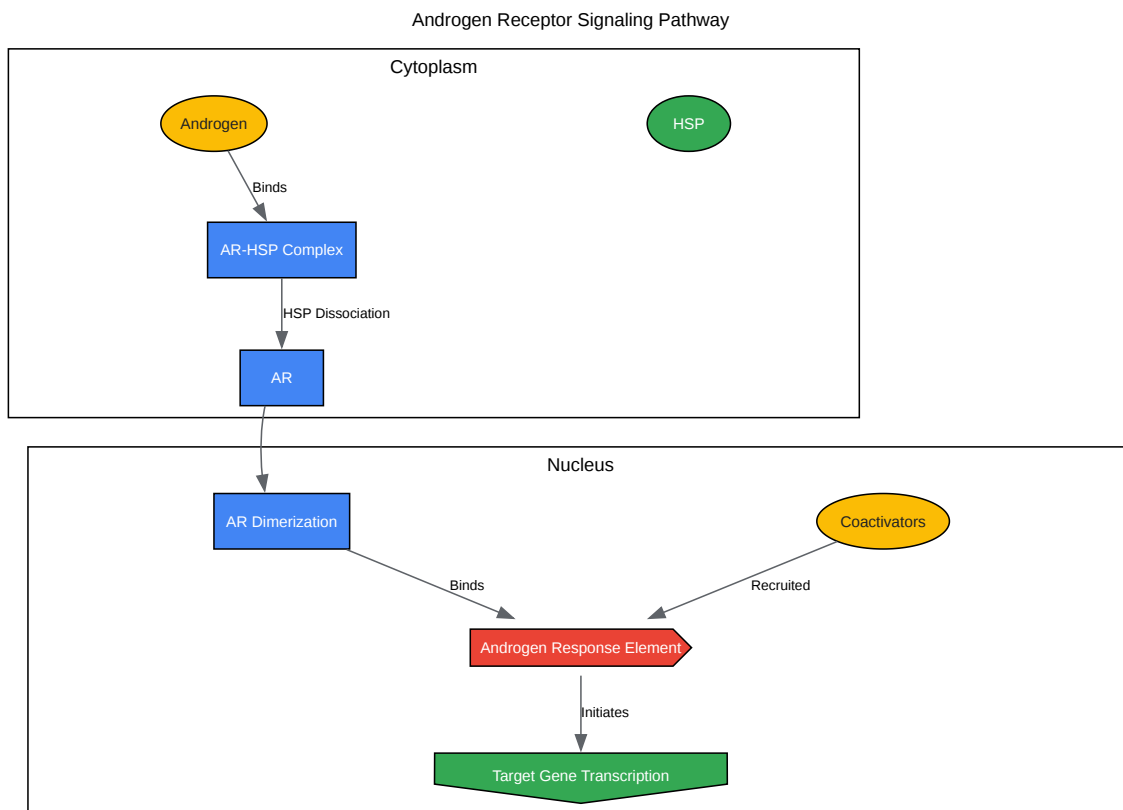 Androgen Receptor Signaling Pathway
Cytoplasm
Androgen
HSP
Binds
AR-HSP Complex
HSP Dissociation
AR
Nucleus
AR Dimerization
Coactivators
Binds
Recruited
Androgen Response Element
Initiates
Target Gene Transcription